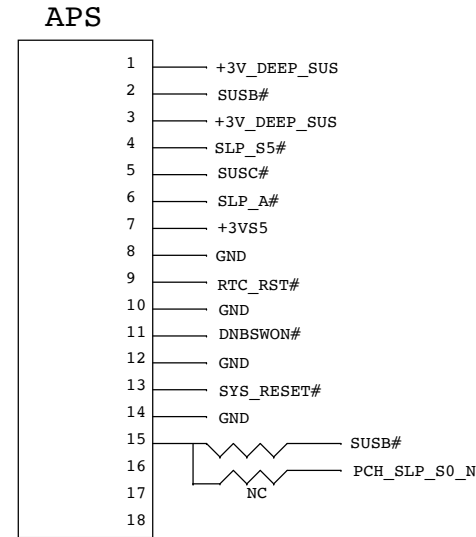 APS
1 +3V_DEEP_SUS
2 SUSB#
3 +3V_DEEP_SUS
4 SLP_S5#
5 SUSC#
6 SLP_A#
7 +3VS5
8 GND
9 RTC_RST#
10 GND
11 DNBSWON#
12 GND
13 SYS_RESET#
14 GND
15 SUSB#
16 PCH_SLP_S0_N
17 NC
18